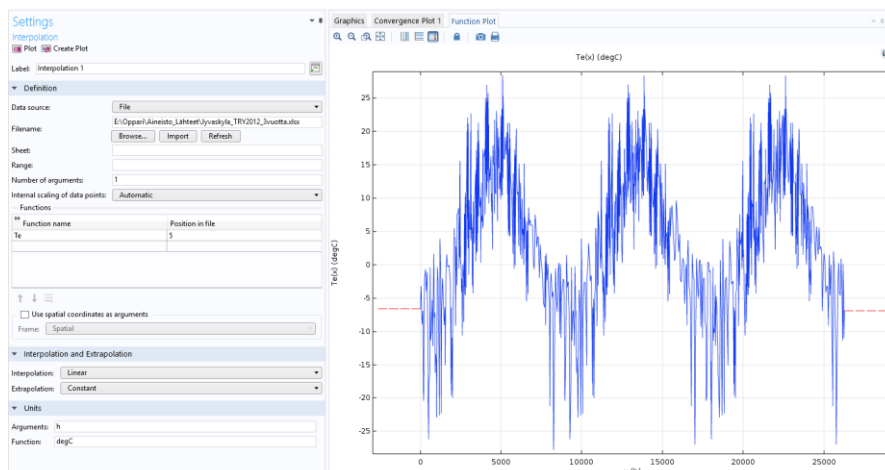 Settings
Interpolation
Plot Create Plot
Label: Interpolation 1
Definition
Data source: File
Filename: E:\Oppari\Aineisto_Lähteet\Jyvaskyla_TRY2012_3vuotta.xlsx
Browse... Import Refresh
Sheet:
Range:
Number of arguments: 1
Internal scaling of data points: Automatic
Functions
Function name Position in file
Te 5
Use spatial coordinates as arguments
Frame: Spatial
Interpolation and Extrapolation
Interpolation: Linear
Extrapolation: Constant
Units
Arguments: h
Function: degC
Graphics Convergence Plot 1 Function Plot
Te(x) (degC)
Te(x) (degC)
25
20
15
10
5
0
-5
-10
-15
-20
-25
0 5000 10000 15000 20000 25000